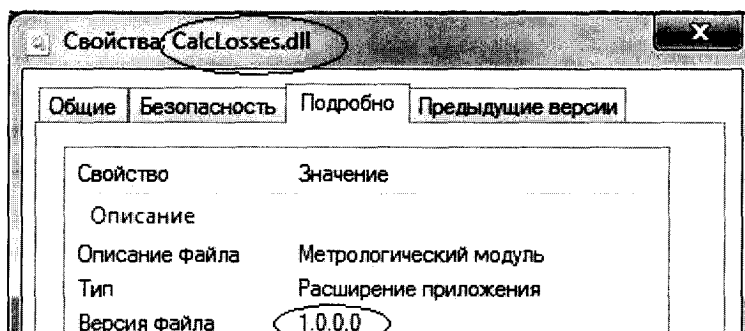 Свойства: CalcLosses.dll
X
Общие Безопасность Подробно Предыдущие версии
Свойство Значение
Описание
Описание файла Метрологический модуль
Тип Расширение приложения
Версия файла 1.0.0.0